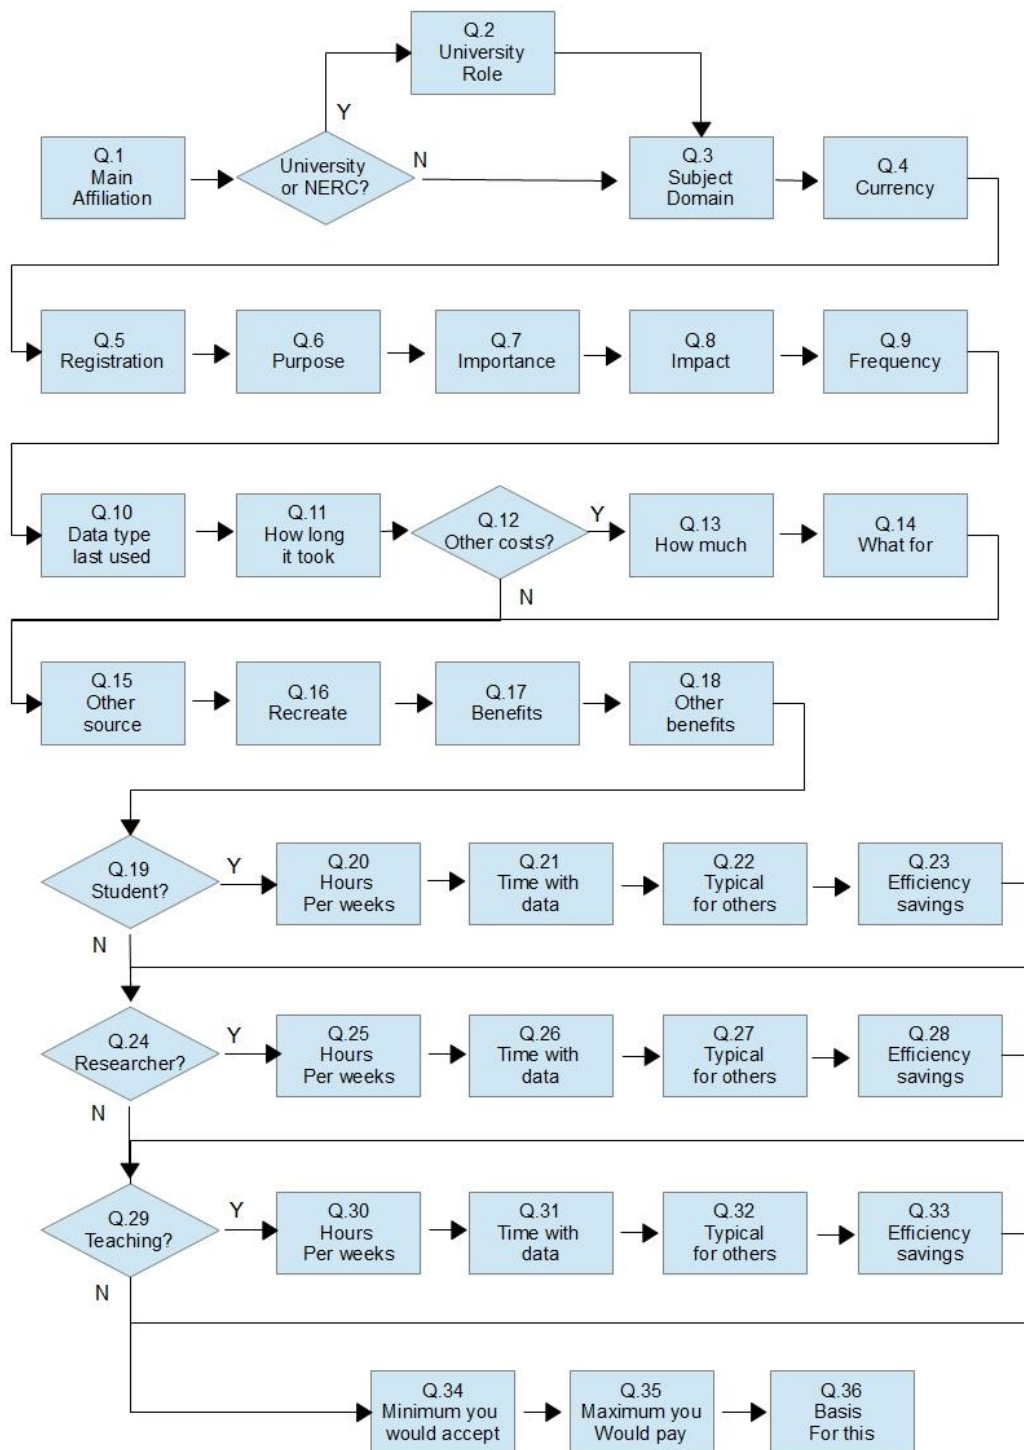 Q.2
University
Role
Y
Q.1
Main
Affiliation
University
or NERC?
N
Q.3
Subject
Domain
Q.4
Currency
Q.5
Registration
Q.6
Purpose
Q.7
Importance
Q.8
Impact
Q.9
Frequency
Q.10
Data type
last used
Q.11
How long
it took
Q.12
Other costs?
Y
N
Q.13
How much
Q.14
What for
Q.15
Other
source
Q.16
Recreate
Q.17
Benefits
Q.18
Other
benefits
Q.19
Student?
Y
N
Q.20
Hours
Per weeks
Q.21
Time with
data
Q.22
Typical
for others
Q.23
Efficiency
savings
Q.24
Researcher?
Y
N
Q.25
Hours
Per weeks
Q.26
Time with
data
Q.27
Typical
for others
Q.28
Efficiency
savings
Q.29
Teaching?
Y
N
Q.30
Hours
Per weeks
Q.31
Time with
data
Q.32
Typical
for others
Q.33
Efficiency
savings
Q.34
Minimum you
would accept
Q.35
Maximum you
Would pay
Q.36
Basis
For this